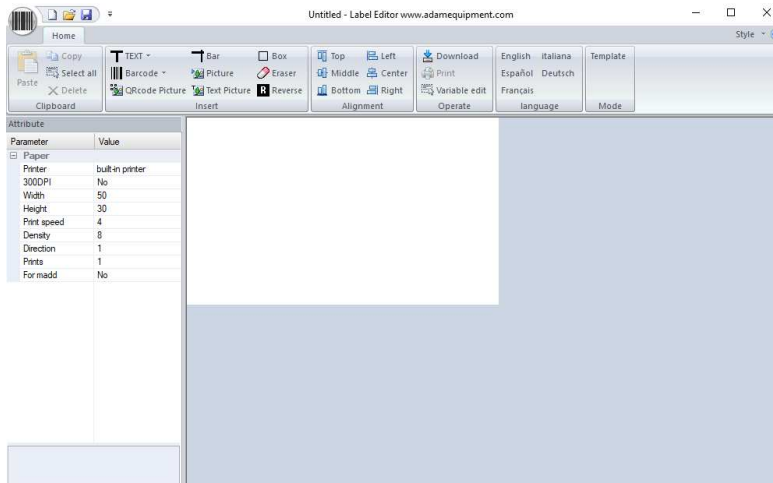 Untitled - Label Editor www.adamequipment.com
Home
Style
Paste
Copy
Select all
Delete
Clipboard
TEXT
Bar
Box
Barcode
Picture
Eraser
QRcode Picture
Text Picture
R Reverse
Insert
Top
Left
Middle
Center
Bottom
Right
Alignment
Download
Print
Variable edit
Operate
English italiana
Español Deutsch
Français
language
Template
Mode
Attribute
Parameter Value
Paper
Printer built-in printer
300DPI No
Width 50
Height 30
Print speed 4
Density 8
Direction 1
Prints 1
For madd No